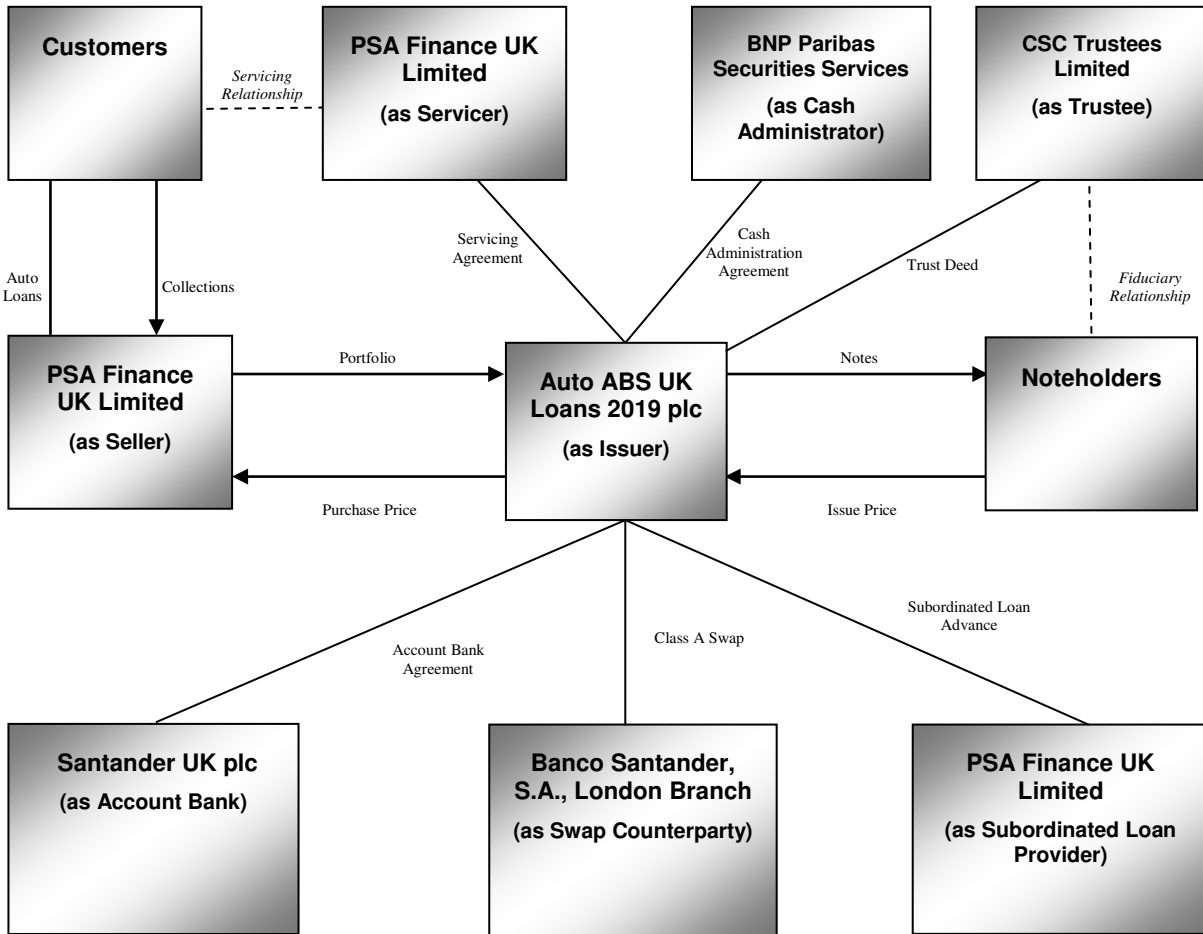 Customers
Servicing
Relationship
PSA Finance UK
Limited
(as Servicer)
BNP Paribas
Securities Services
(as Cash
Administrator)
CSC Trustees
Limited
(as Trustee)
Auto
Loans
Collections
Servicing
Agreement
Cash
Administration
Agreement
Trust Deed
Fiduciary
Relationship
PSA Finance
UK Limited
(as Seller)
Portfolio
Purchase Price
Auto ABS UK
Loans 2019 plc
(as Issuer)
Notes
Issue Price
Noteholders
Account Bank
Agreement
Class A Swap
Subordinated Loan
Advance
Santander UK plc
(as Account Bank)
Banco Santander,
S.A., London Branch
(as Swap Counterparty)
PSA Finance UK
Limited
(as Subordinated Loan
Provider)